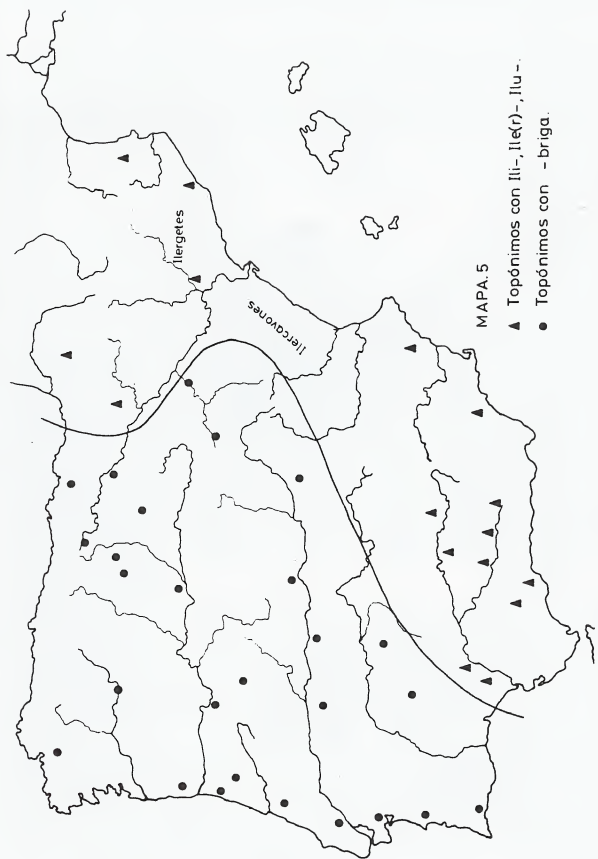 Ilergetes
Ilercavones
MAPA.5
▲ Topónimos con Ili-, Ile(r)-, Ilu-.
● Topónimos con -briga.